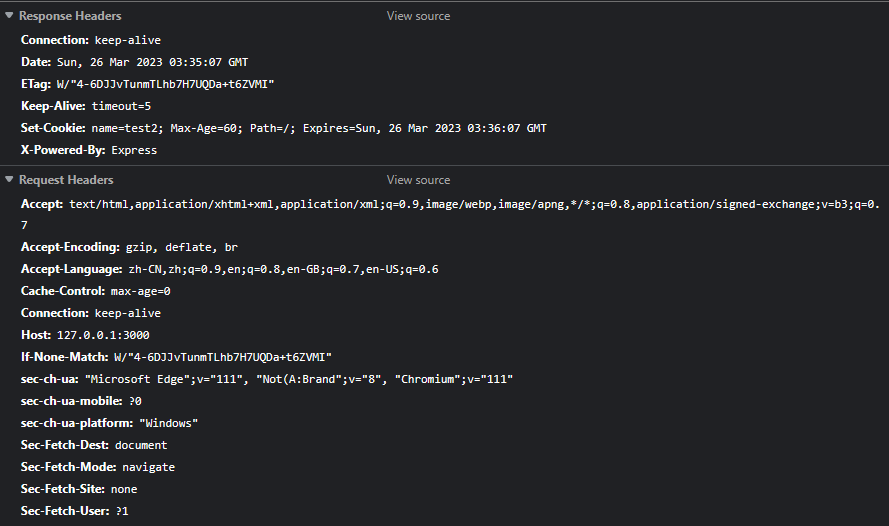 Response Headers View source
Connection: keep-alive
Date: Sun, 26 Mar 2023 03:35:07 GMT
ETag: W/"4-6DJJvTunmTLhb7H7UQDa+t6ZVMI"
Keep-Alive: timeout=5
Set-Cookie: name=test2; Max-Age=60; Path=/; Expires=Sun, 26 Mar 2023 03:36:07 GMT
X-Powered-By: Express
Request Headers View source
Accept: text/html,application/xhtml+xml,application/xml;q=0.9,image/webp,image/apng,*/*;q=0.8,application/signed-exchange;v=b3;q=0.
7
Accept-Encoding: gzip, deflate, br
Accept-Language: zh-CN,zh;q=0.9,en;q=0.8,en-GB;q=0.7,en-US;q=0.6
Cache-Control: max-age=0
Connection: keep-alive
Host: 127.0.0.1:3000
If-None-Match: W/"4-6DJJvTunmTLhb7H7UQDa+t6ZVMI"
sec-ch-ua: "Microsoft Edge";v="111", "Not(A:Brand";v="8", "Chromium";v="111"
sec-ch-ua-mobile: ?0
sec-ch-ua-platform: "Windows"
Sec-Fetch-Dest: document
Sec-Fetch-Mode: navigate
Sec-Fetch-Site: none
Sec-Fetch-User: ?1